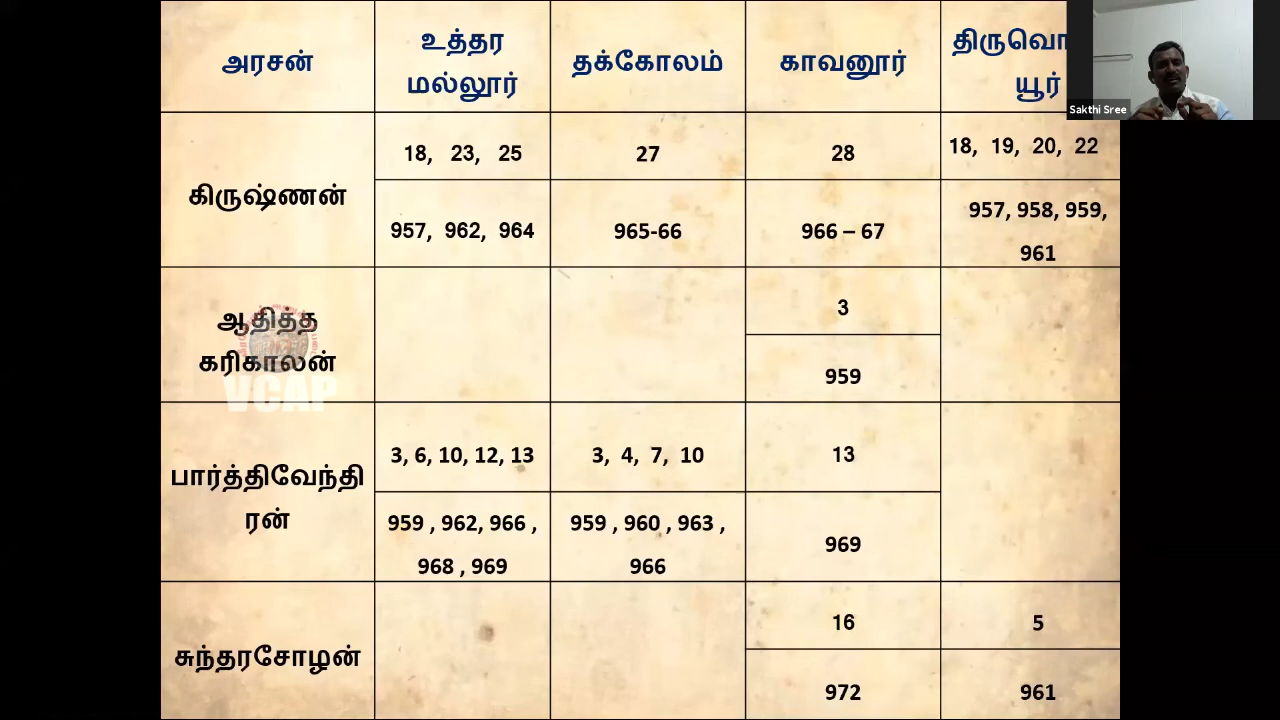 அரசன்
உத்தர
மல்லூர்
தக்கோலம்
காவனூர்
யூர்
Sakthi Sree
கிருஷ்ணன்
18, 23, 25
27
28
18, 19, 20, 22
957, 962, 964
965-66
966 – 67
957, 958, 959,
961
ஆதித்த
கரிகாலன்
3
959
VCAP
பார்த்திவேந்தி
ரன்
3, 6, 10, 12, 13
3, 4, 7, 10
13
959 , 962, 966 ,
968 , 969
959 , 960 , 963 ,
966
969
சுந்தரசோழன்
16
5
972
961